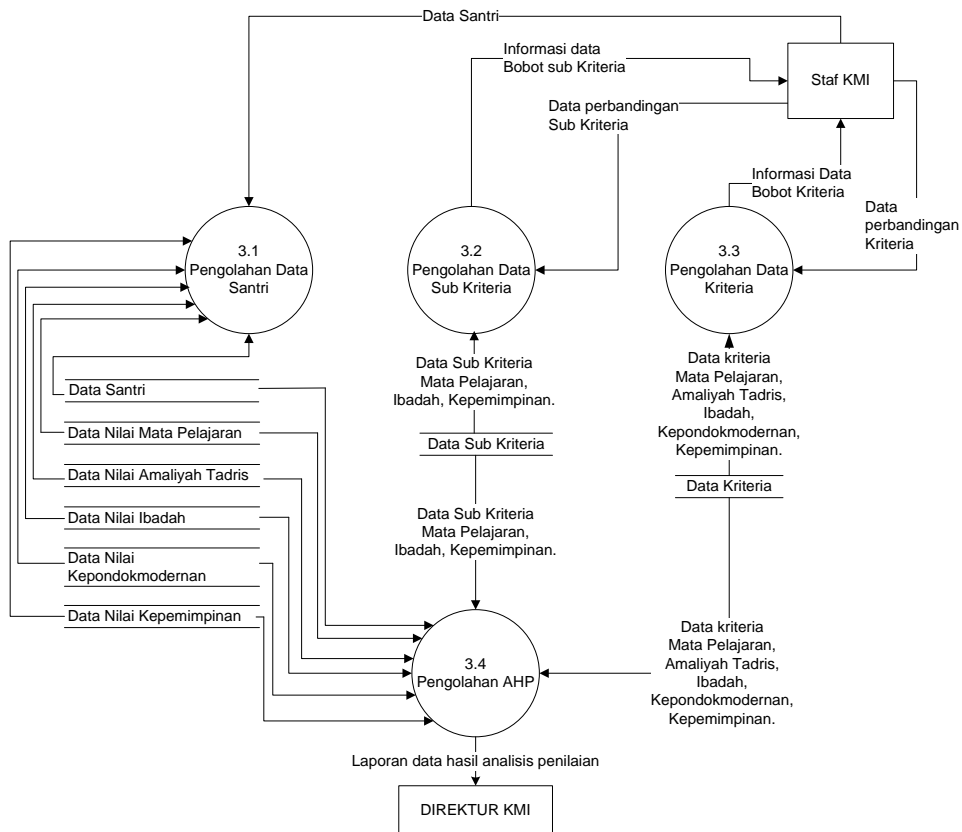 Data Santri
Informasi data
Bobot sub Kriteria
Staf KMI
Data perbandingan
Sub Kriteria
Informasi Data
Bobot Kriteria
Data
perbandingan
Kriteria
3.1
Pengolahan Data
Santri
3.2
Pengolahan Data
Sub Kriteria
3.3
Pengolahan Data
Kriteria
Data Sub Kriteria
Mata Pelajaran,
Ibadah, Kepemimpinan.
Data kriteria
Mata Pelajaran,
Amaliyah Tadris,
Ibadah,
Kepondokmodernan,
Kepemimpinan.
Data Santri
Data Nilai Mata Pelajaran
Data Nilai Amaliyah Tadris
Data Nilai Ibadah
Data Nilai
Kepondokmodernan
Data Nilai Kepemimpinan
Data Sub Kriteria
Data Kriteria
Data Sub Kriteria
Mata Pelajaran,
Ibadah, Kepemimpinan.
Data kriteria
Mata Pelajaran,
Amaliyah Tadris,
Ibadah,
Kepondokmodernan,
Kepemimpinan.
3.4
Pengolahan AHP
Laporan data hasil analisis penilaian
DIREKTUR KMI